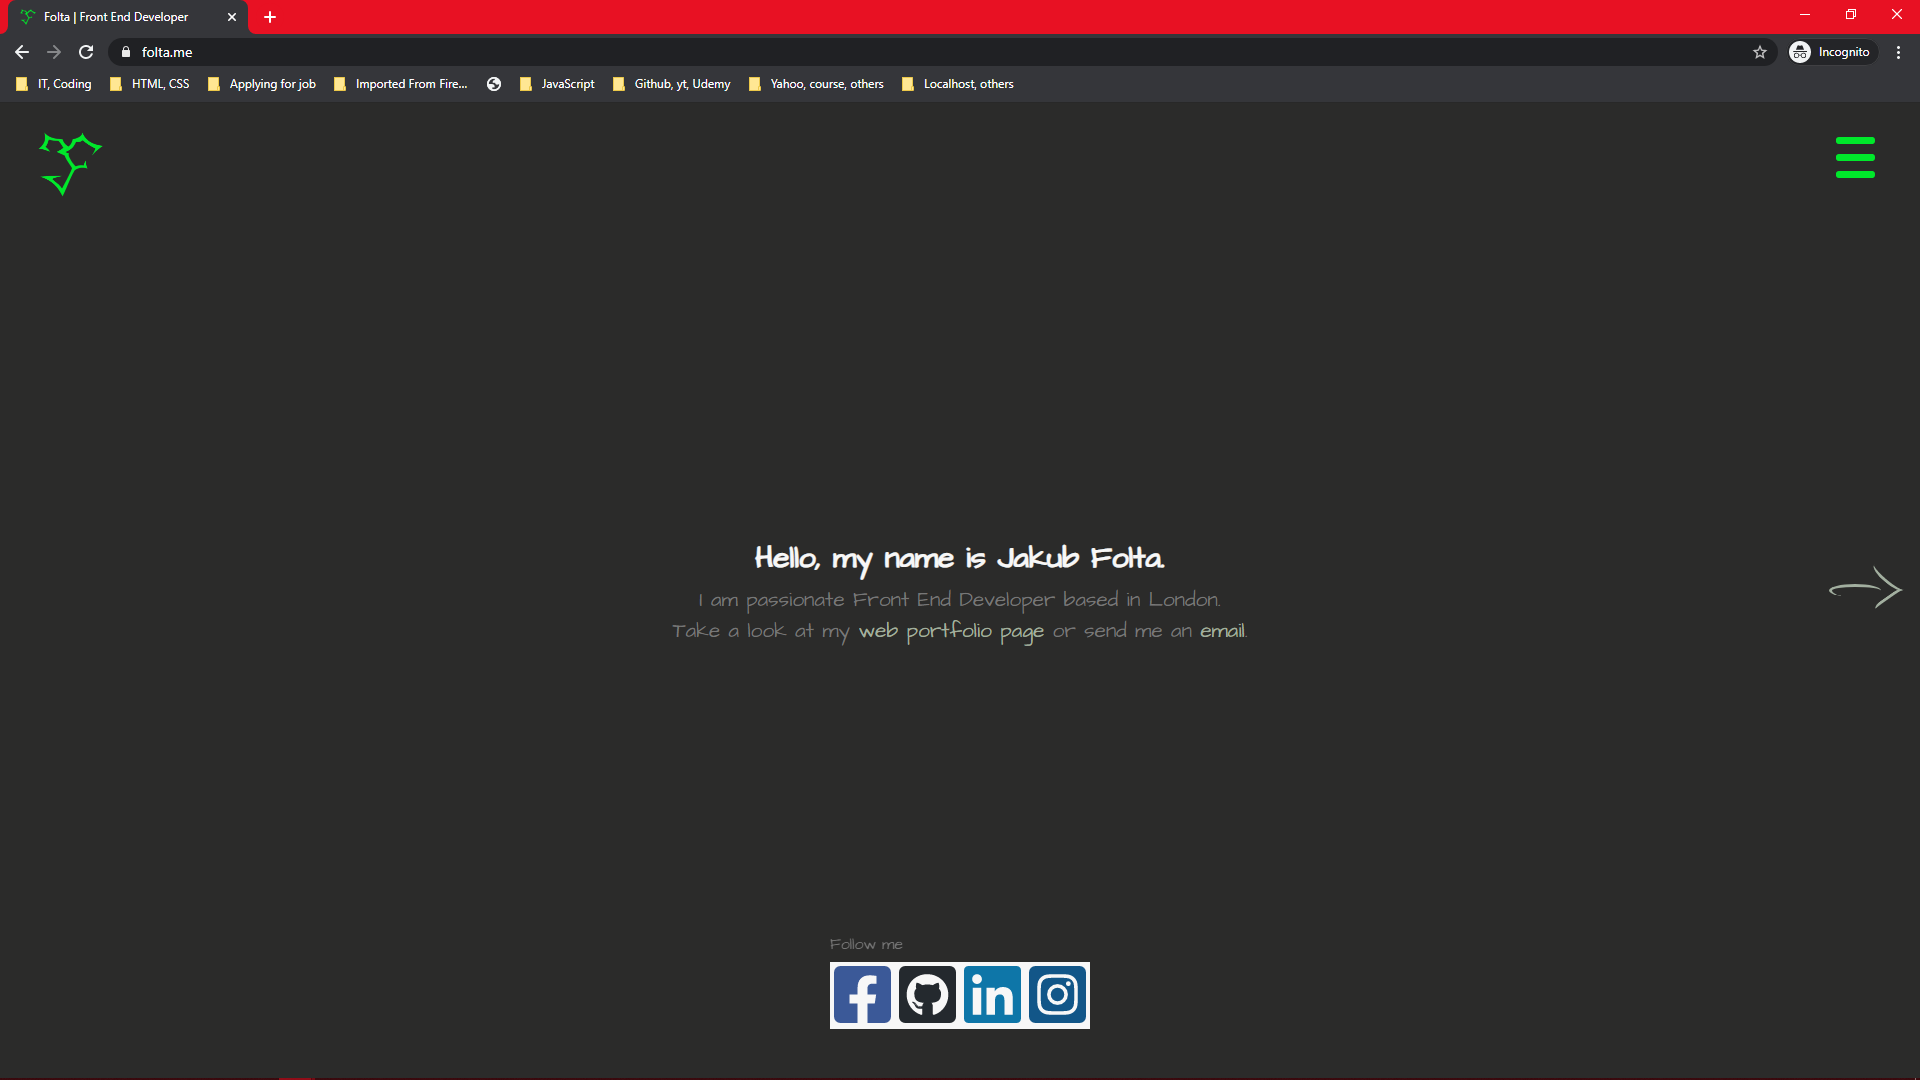 Folta | Front End Developer
folta.me
Incognito
IT, Coding
HTML, CSS
Applying for job
Imported From Fire...
JavaScript
Github, yt, Udemy
Yahoo, course, others
Localhost, others
Hello, my name is Jakub Folta.
I am passionate Front End Developer based in London.
Take a look at my web portfolio page or send me an email.
Follow me